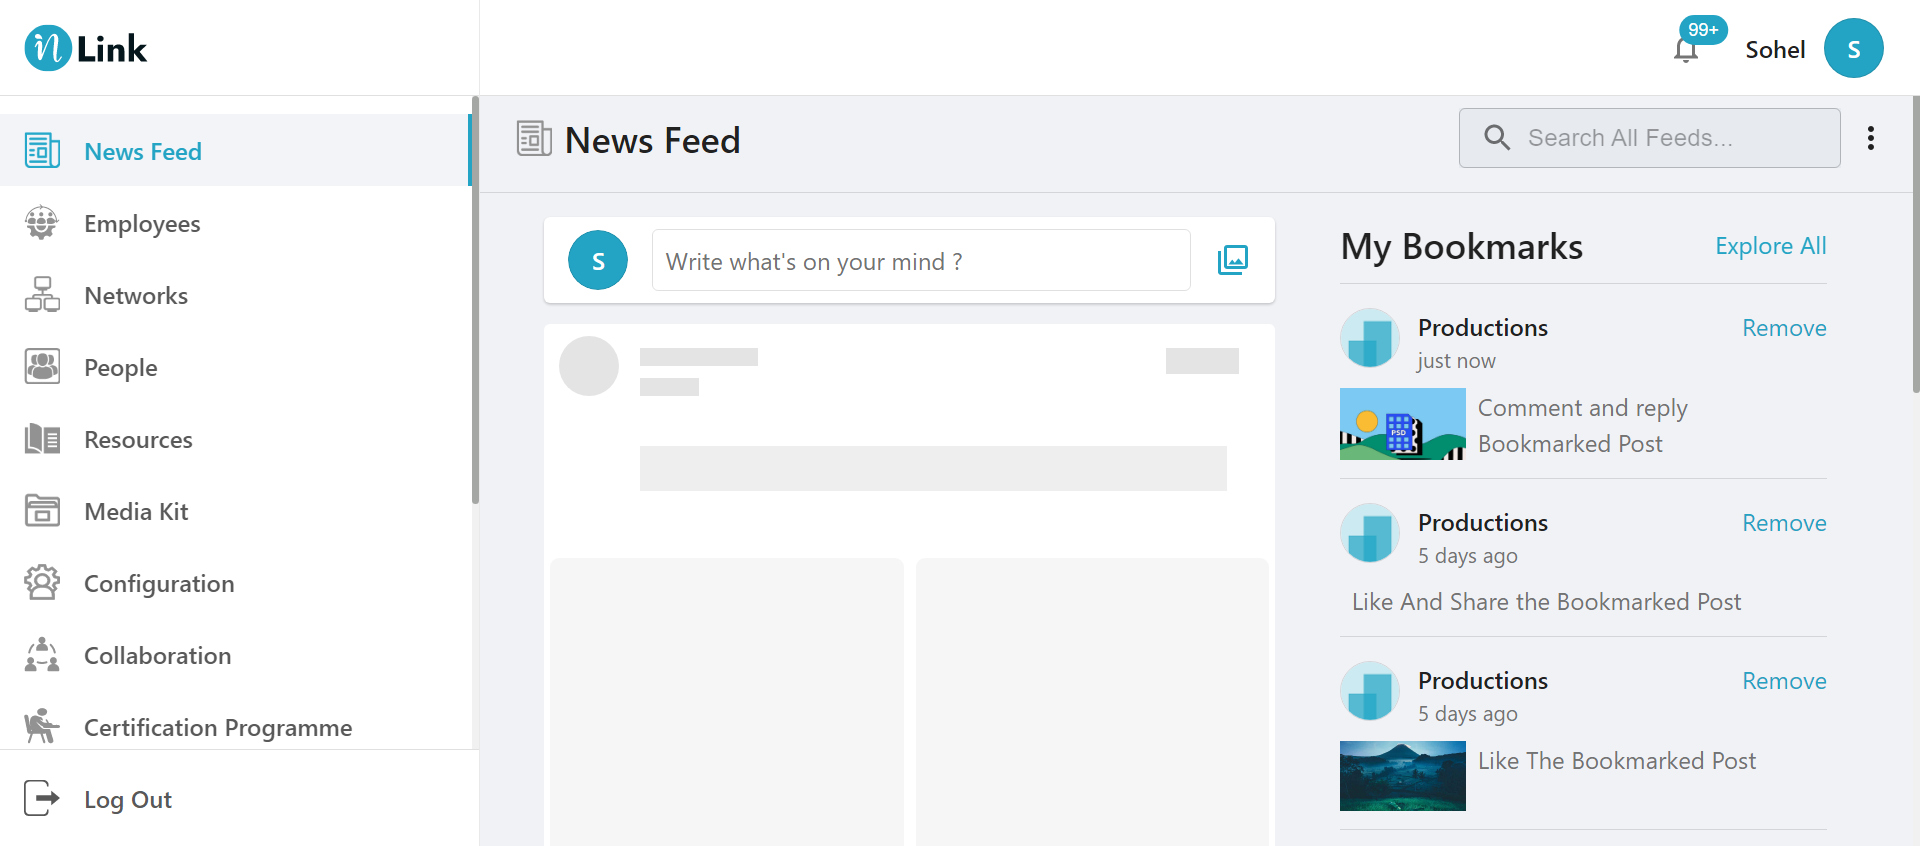 n Link
99+
Sohel
S
News Feed
Employees
Networks
People
Resources
Media Kit
Configuration
Collaboration
Certification Programme
Log Out
News Feed
Search All Feeds...
S
Write what's on your mind ?
My Bookmarks
Explore All
Productions
Remove
just now
PSD
Comment and reply
Bookmarked Post
Productions
Remove
5 days ago
Like And Share the Bookmarked Post
Productions
Remove
5 days ago
Like The Bookmarked Post